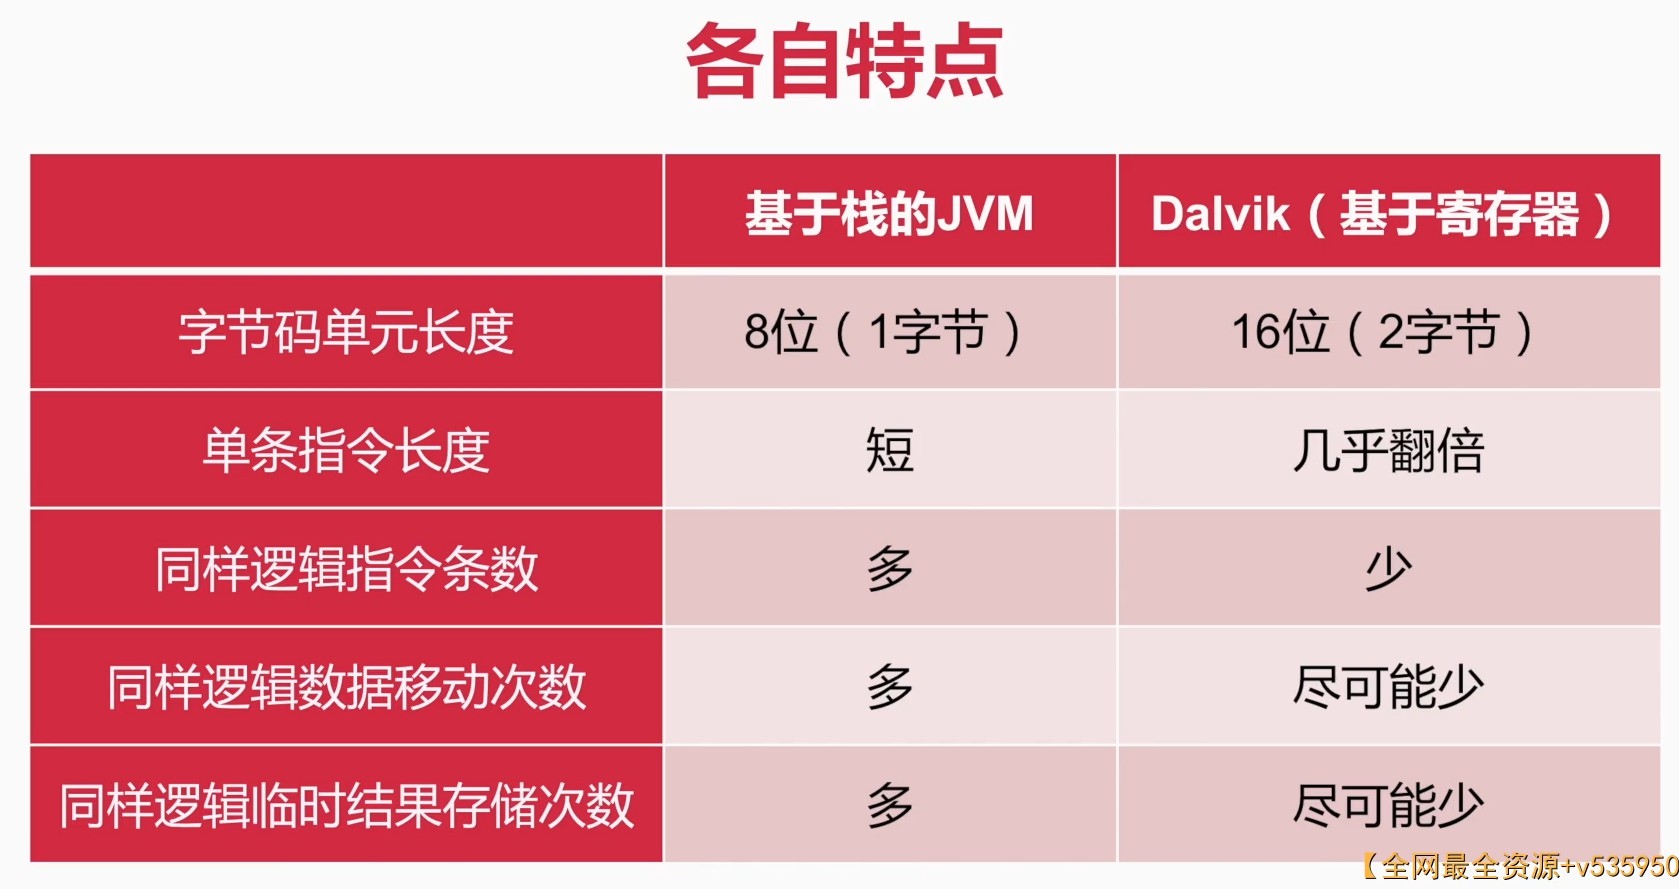 各自特点
基于栈的JVM Dalvik（基于寄存器）
字节码单元长度 8位（1字节） 16位（2字节）
单条指令长度 短 几乎翻倍
同样逻辑指令条数 多 少
同样逻辑数据移动次数 多 尽可能少
同样逻辑临时结果存储次数 多 尽可能少
【全网最全资源+v535950